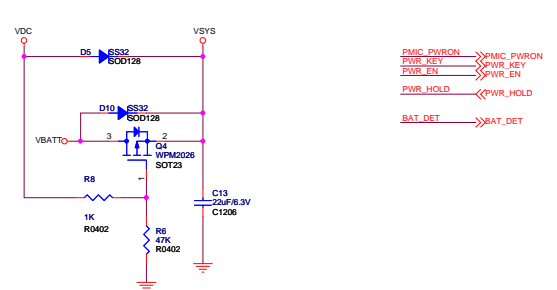 VDC
VSYS
D5
SS32
SOD128
D10
SS32
SOD128
VBATT
3
2
Q4
WPM2026
SOT23
1
R8
1K
R0402
C13
22uF/6.3V
C1206
R6
47K
R0402
PMIC_PWRON
PMIC_PWRON
PWR_KEY
PWR_KEY
PWR_EN
PWR_EN
PWR_HOLD
PWR_HOLD
BAT_DET
BAT_DET